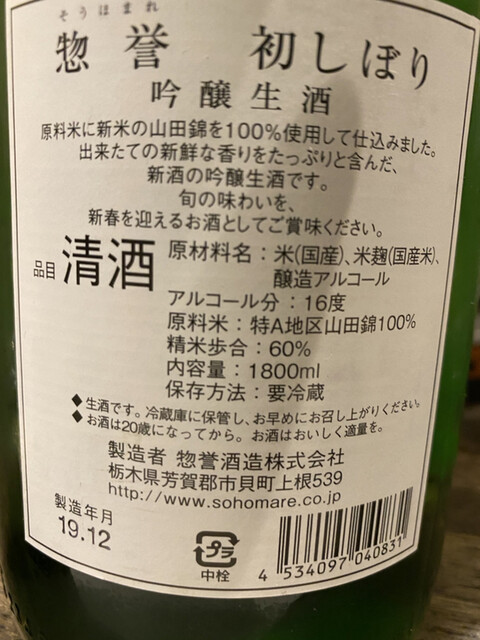 そうほまれ
惣誉 初しぼり
吟醸生酒
原料米に新米の山田錦を100%使用して仕込みました。
出来たての新鮮な香りをたっぷりと含んだ、
新酒の吟醸生酒です。
旬の味わいを、
新春を迎えるお酒としてご賞味ください。
品目 清酒
原材料名:米(国産)、米麹(国産米)、
醸造アルコール
アルコール分:16度
原料米:特A地区山田錦100%
精米歩合:60%
内容量:1800ml
保存方法:要冷蔵
◆生酒です。冷蔵庫に保管し、お早めにお召し上がりください。
◆お酒は20歳になってから。お酒はおいしく適量を。
製造者 惣誉酒造株式会社
栃木県芳賀郡市貝町上根539
http://www.sohomare.co.jp
製造年月
19.12
プラ
中栓
4 534097 040831